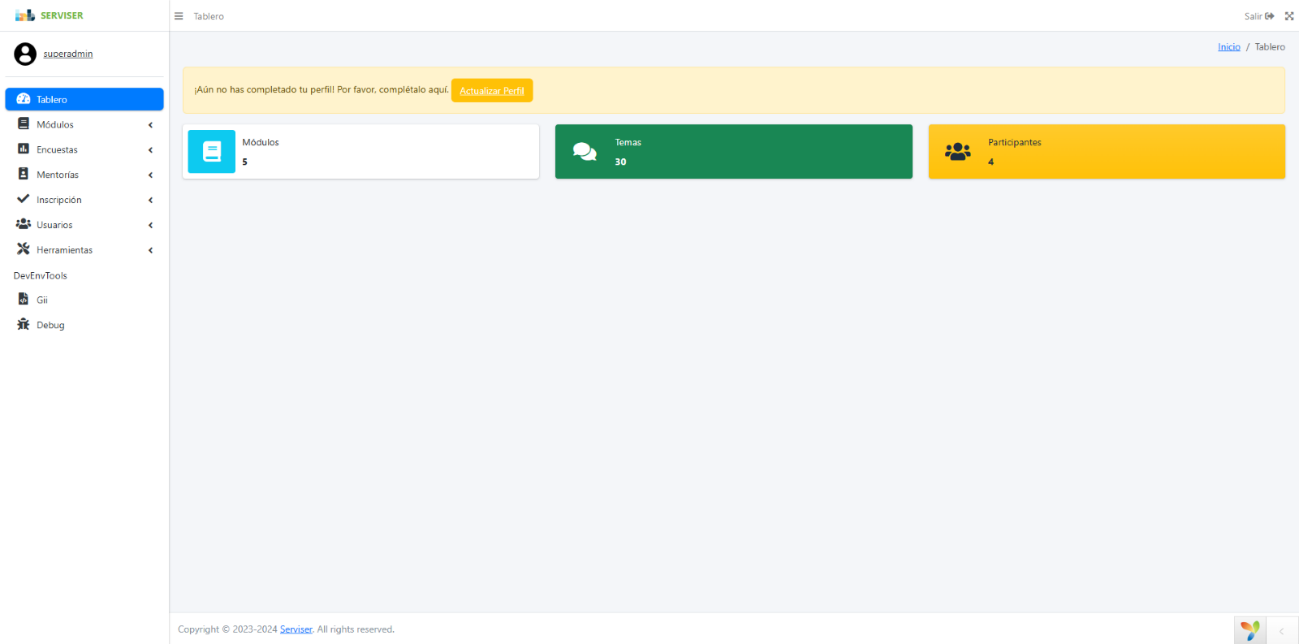 SERVISER
Tablero
Salir
superadmin
Inicio / Tablero
¡Aún no has completado tu perfil! Por favor, complétalo aquí. Actualizar Perfil
Tablero
Módulos
Encuestas
Mentorías
Inscripción
Usuarios
Herramientas
DevEnvTools
Gii
Debug
Módulos
5
Temas
30
Participantes
4
Copyright © 2023-2024 Serviser. All rights reserved.